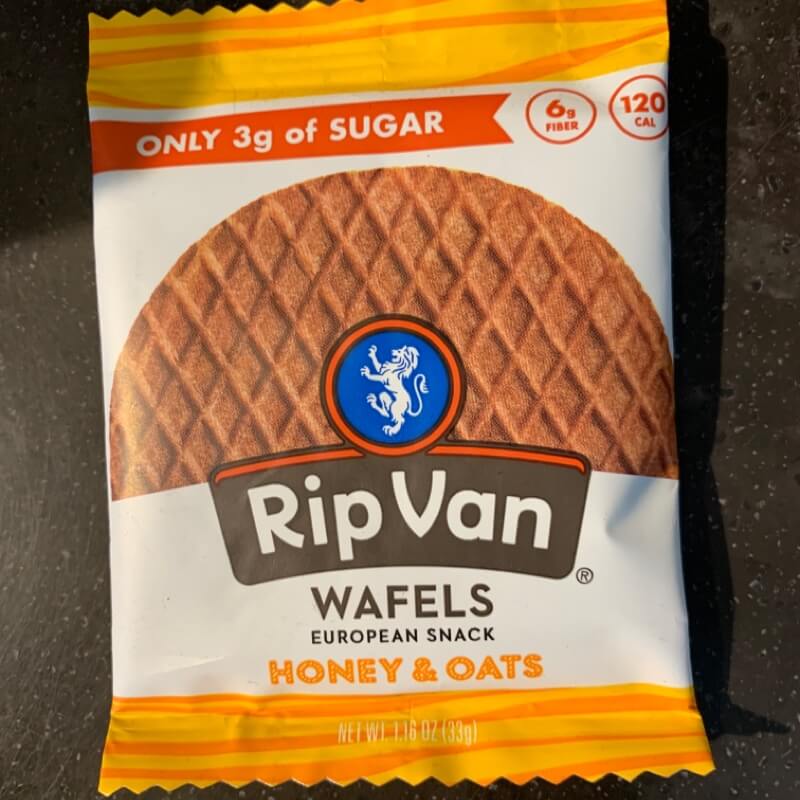 ONLY 3g of SUGAR
6g
FIBER
120
CAL
Rip Van
®
WAFELS
EUROPEAN SNACK
HONEY & OATS
NET WT. 1.16 OZ (33g)